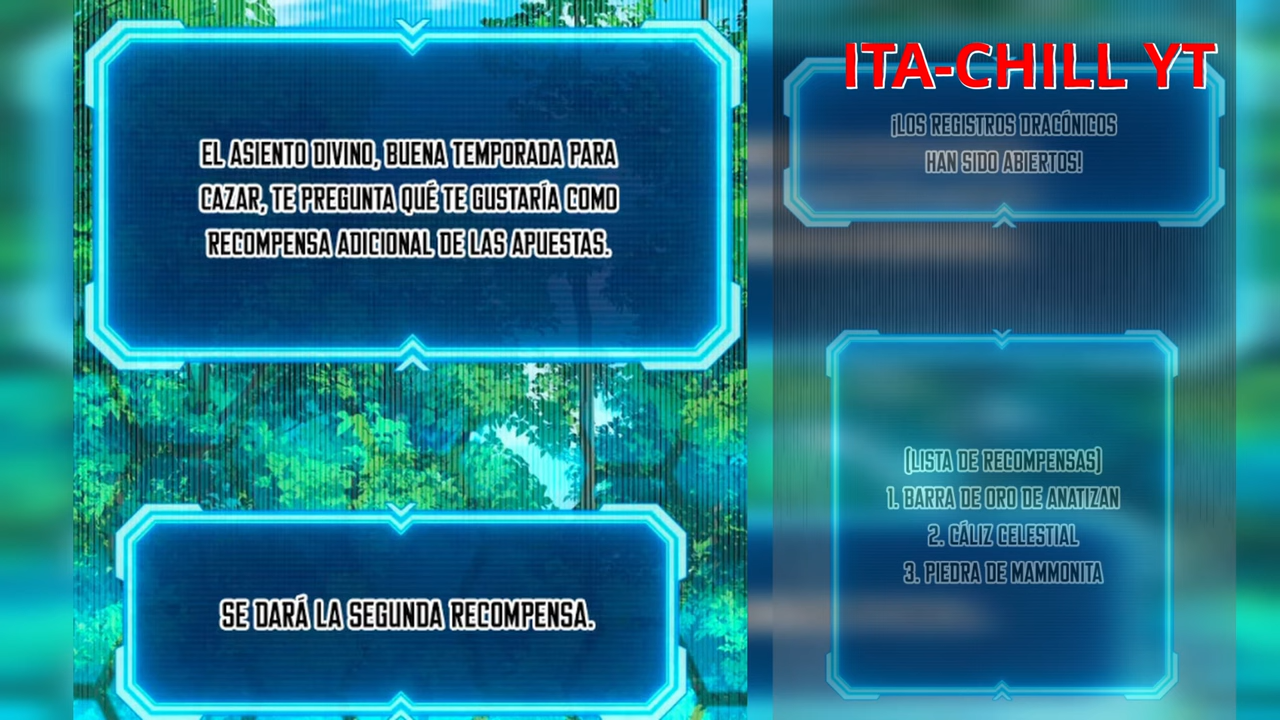 EL ASIENTO DIVINO, BUENA TEMPORADA PARA
CAZAR, TE PREGUNTA QUÉ TE GUSTARÍA COMO
RECOMPENSA ADICIONAL DE LAS APUESTAS.
SE DARÁ LA SEGUNDA RECOMPENSA.
ITA-CHILL YT
¡LOS REGISTROS DRACÓNICOS
HAN SIDO ABIERTOS!
(LISTA DE RECOMPENSAS)
1. BARRA DE ORO DE ANATIZAN
2. CÁLIZ CELESTIAL
3. PIEDRA DE MAMMONITA